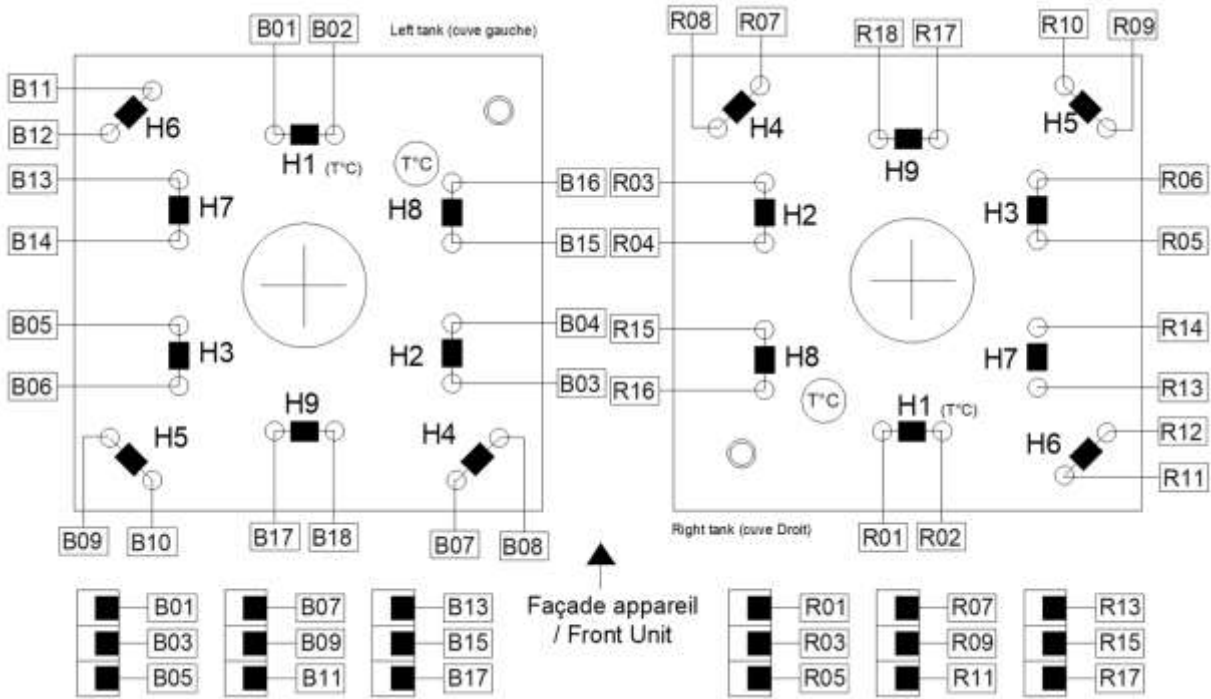 B01 B02 Left tank (cuve gauche) R08 R07 R18 R17 R10 R09
B11 H6 H4 H5
B12 H1 (T°C) T°C H9
B13 H7 H8 B16 R03 H2 H3 R06
B14 B15 R04 R05
B05 H3 H2 B04 R15 H8 H7 R14
B06 B03 R16 T°C R13
H9 H1 (T°C)
H5 H4 H6 R12
R11
Right tank (cuve Droit)
B09 B10 B17 B18 B07 B08 R01 R02
B01 B07 B13 Façade appareil R01 R07 R13
B03 B09 B15 / Front Unit R03 R09 R15
B05 B11 B17 R05 R11 R17